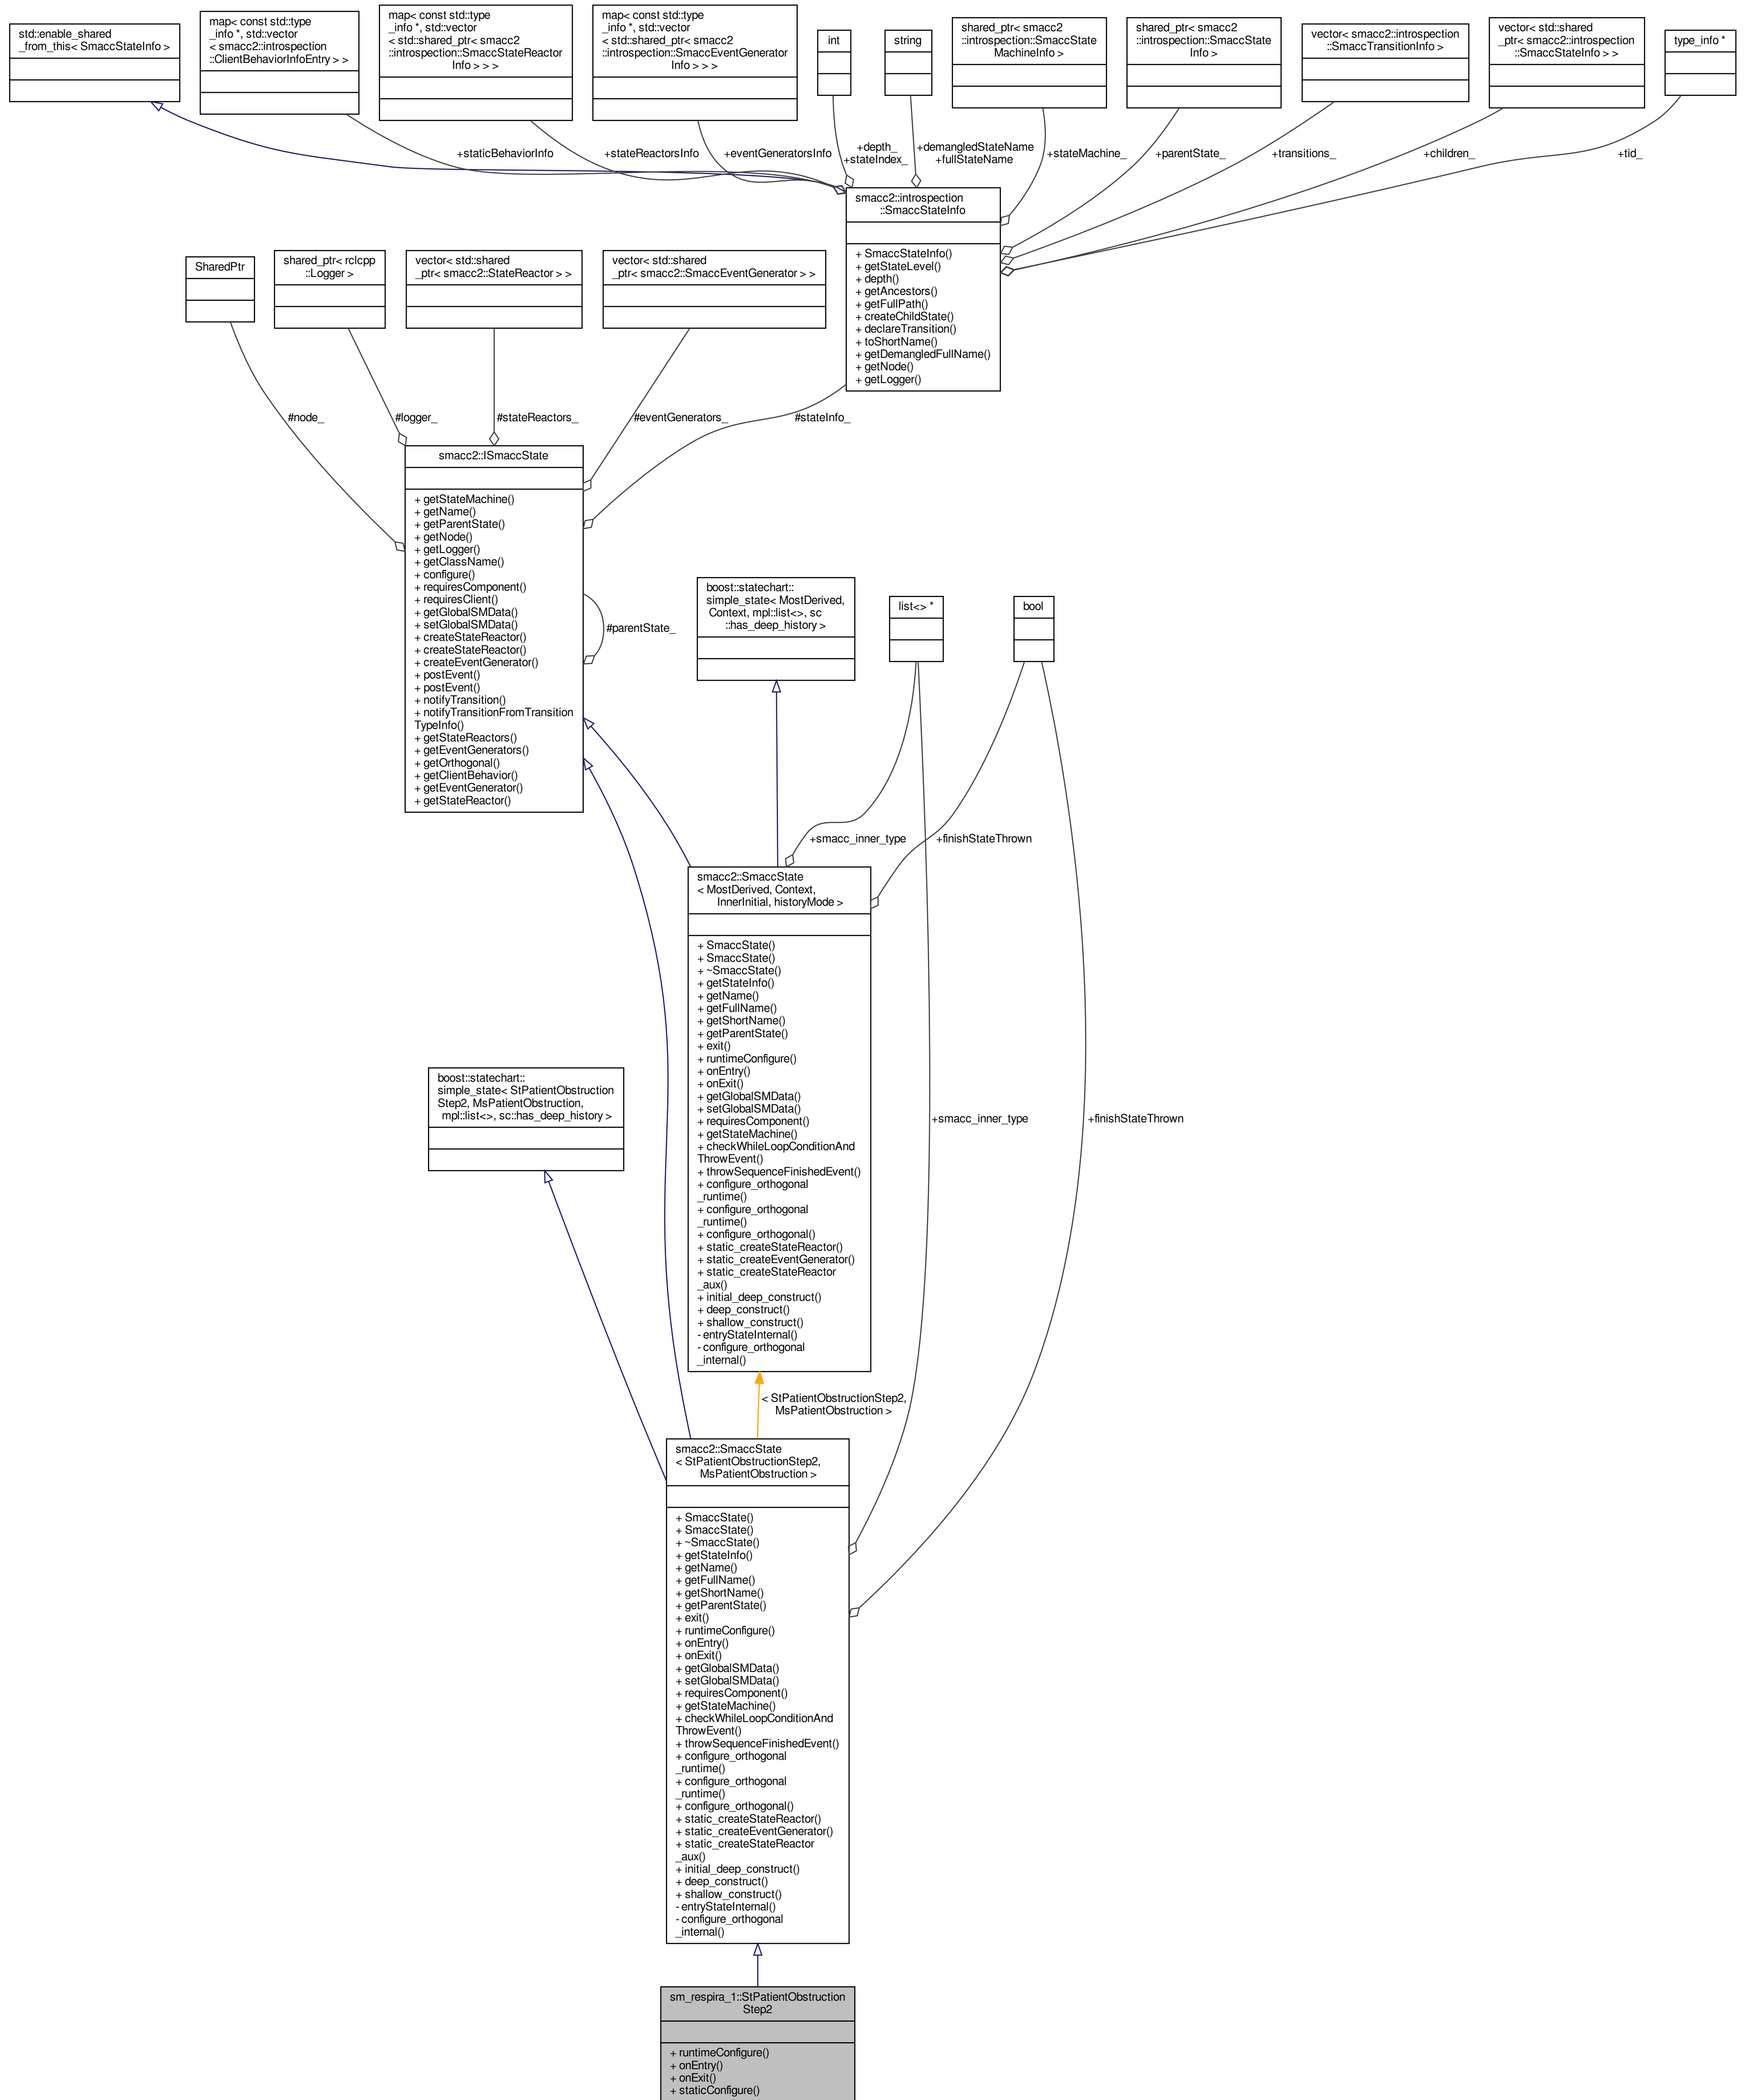 std::enable_shared
_from_this< SmaccStateInfo >
map< const std::type
_info *, std::vector
< smacc2::introspection
::ClientBehaviorInfoEntry > >
map< const std::type
_info *, std::vector
< std::shared_ptr< smacc2
::introspection::SmaccStateReactor
Info > > >
map< const std::type
_info *, std::vector
< std::shared_ptr< smacc2
::introspection::SmaccEventGenerator
Info > > >
int
string
shared_ptr< smacc2
::introspection::SmaccState
MachineInfo >
shared_ptr< smacc2
::introspection::SmaccState
Info >
vector< smacc2::introspection
::SmaccTransitionInfo >
vector< std::shared
_ptr< smacc2::introspection
::SmaccStateInfo > >
type_info *
+staticBehaviorInfo
+stateReactorsInfo
+eventGeneratorsInfo
+depth_
+stateIndex_
+demangledStateName
+fullStateName
+stateMachine_
+parentState_
+transitions_
+children_
+tid_
smacc2::introspection
::SmaccStateInfo
+ SmaccStateInfo()
+ getStateLevel()
+ depth()
+ getAncestors()
+ getFullPath()
+ createChildState()
+ declareTransition()
+ toShortName()
+ getDemangledFullName()
+ getNode()
+ getLogger()
SharedPtr
shared_ptr< rclcpp
::Logger >
vector< std::shared
_ptr< smacc2::StateReactor > >
vector< std::shared
_ptr< smacc2::SmaccEventGenerator > >
#node_
#logger_
#stateReactors_
#eventGenerators_
#stateInfo_
smacc2::ISmaccState
+ getStateMachine()
+ getName()
+ getParentState()
+ getNode()
+ getLogger()
+ getClassName()
+ configure()
+ requiresComponent()
+ requiresClient()
+ getGlobalSMData()
+ setGlobalSMData()
+ createStateReactor()
+ createStateReactor()
+ createEventGenerator()
+ postEvent()
+ postEvent()
+ notifyTransition()
+ notifyTransitionFromTransition
TypeInfo()
+ getStateReactors()
+ getEventGenerators()
+ getOrthogonal()
+ getClientBehavior()
+ getEventGenerator()
+ getStateReactor()
#parentState_
boost::statechart::
simple_state< MostDerived,
Context, mpl::list<>, sc
::has_deep_history >
list<> *
bool
+smacc_inner_type
+finishStateThrown
smacc2::SmaccState
< MostDerived, Context,
InnerInitial, historyMode >
+ SmaccState()
+ SmaccState()
+ ~SmaccState()
+ getStateInfo()
+ getName()
+ getFullName()
+ getShortName()
+ getParentState()
+ exit()
+ runtimeConfigure()
+ onEntry()
+ onExit()
+ getGlobalSMData()
+ setGlobalSMData()
+ requiresComponent()
+ getStateMachine()
+ checkWhileLoopConditionAnd
ThrowEvent()
+ throwSequenceFinishedEvent()
+ configure_orthogonal
_runtime()
+ configure_orthogonal
_runtime()
+ configure_orthogonal()
+ static_createStateReactor()
+ static_createEventGenerator()
+ static_createStateReactor
_aux()
+ initial_deep_construct()
+ deep_construct()
+ shallow_construct()
- entryStateInternal()
- configure_orthogonal
_internal()
boost::statechart::
simple_state< StPatientObstruction
Step2, MsPatientObstruction,
mpl::list<>, sc::has_deep_history >
+smacc_inner_type
+finishStateThrown
< StPatientObstructionStep2,
MsPatientObstruction >
smacc2::SmaccState
< StPatientObstructionStep2,
MsPatientObstruction >
+ SmaccState()
+ SmaccState()
+ ~SmaccState()
+ getStateInfo()
+ getName()
+ getFullName()
+ getShortName()
+ getParentState()
+ exit()
+ runtimeConfigure()
+ onEntry()
+ onExit()
+ getGlobalSMData()
+ setGlobalSMData()
+ requiresComponent()
+ getStateMachine()
+ checkWhileLoopConditionAnd
ThrowEvent()
+ throwSequenceFinishedEvent()
+ configure_orthogonal
_runtime()
+ configure_orthogonal
_runtime()
+ configure_orthogonal()
+ static_createStateReactor()
+ static_createEventGenerator()
+ static_createStateReactor
_aux()
+ initial_deep_construct()
+ deep_construct()
+ shallow_construct()
- entryStateInternal()
- configure_orthogonal
_internal()
sm_respira_1::StPatientObstruction
Step2
+ runtimeConfigure()
+ onEntry()
+ onExit()
+ staticConfigure()